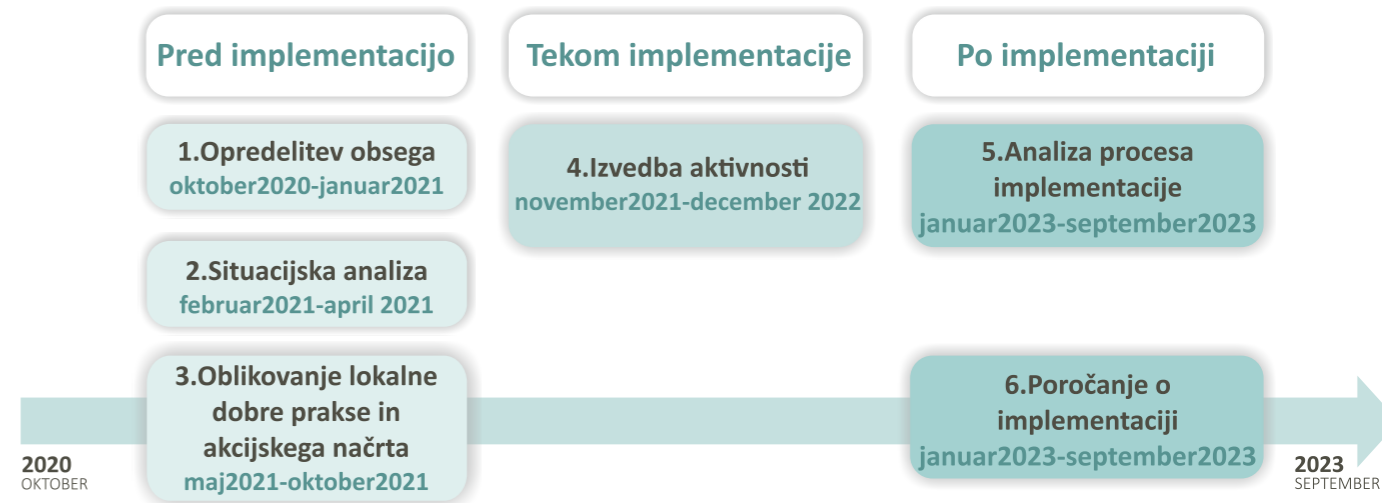 Pred implementacijo
Tekom implementacije
Po implementaciji
1.Opredelitev obsega
oktober2020-januar2021
2.Situacijska analiza
februar2021-april 2021
3.Oblikovanje lokalne
dobre prakse in
akcijskega načrta
maj2021-oktober2021
4.Izvedba aktivnosti
november2021-december 2022
5.Analiza procesa
implementacije
januar2023-september2023
6.Poročanje o
implementaciji
januar2023-september2023
2020
OKTOBER
2023
SEPTEMBER